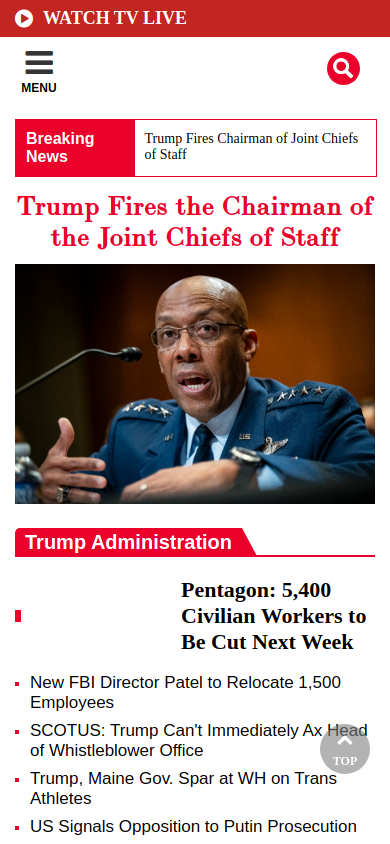 WATCH TV LIVE
MENU
Breaking
News
Trump Fires Chairman of Joint Chiefs
of Staff
Trump Fires the Chairman of
the Joint Chiefs of Staff
Trump Administration
Pentagon: 5,400
Civilian Workers to
Be Cut Next Week
New FBI Director Patel to Relocate 1,500
Employees
SCOTUS: Trump Can't Immediately Ax Head
of Whistleblower Office
TOP
Trump, Maine Gov. Spar at WH on Trans
Athletes
US Signals Opposition to Putin Prosecution